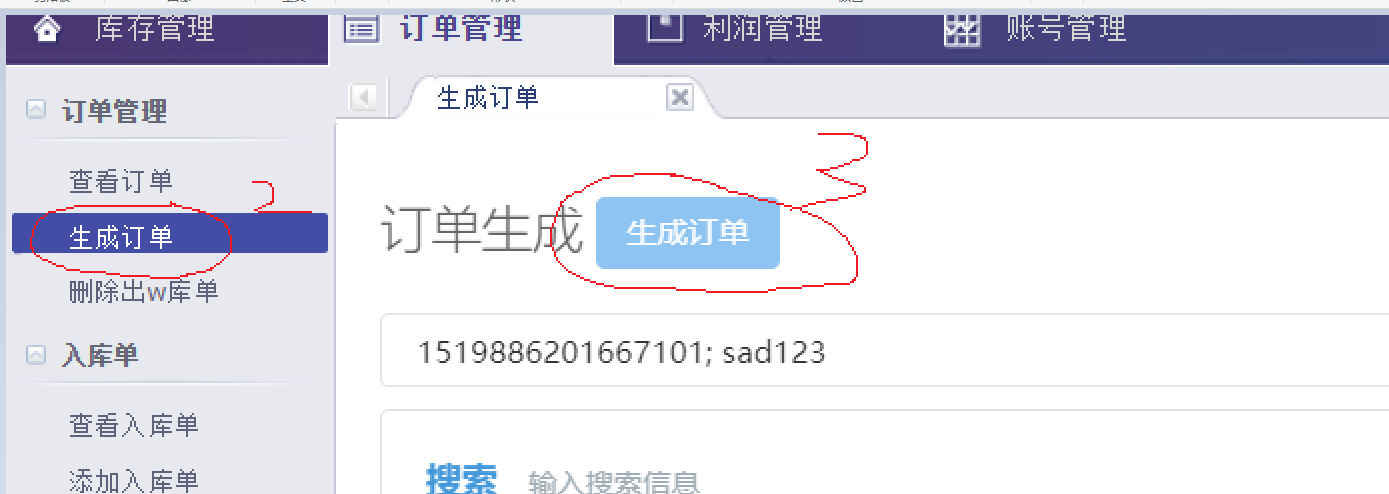 库存管理 订单管理 利润管理 账号管理
订单管理
查看订单
生成订单
删除出w库单
入库单
查看入库单
添加入库单
生成订单
2
3
订单生成 生成订单
1519886201667101; sad123
搜索 输入搜索信息